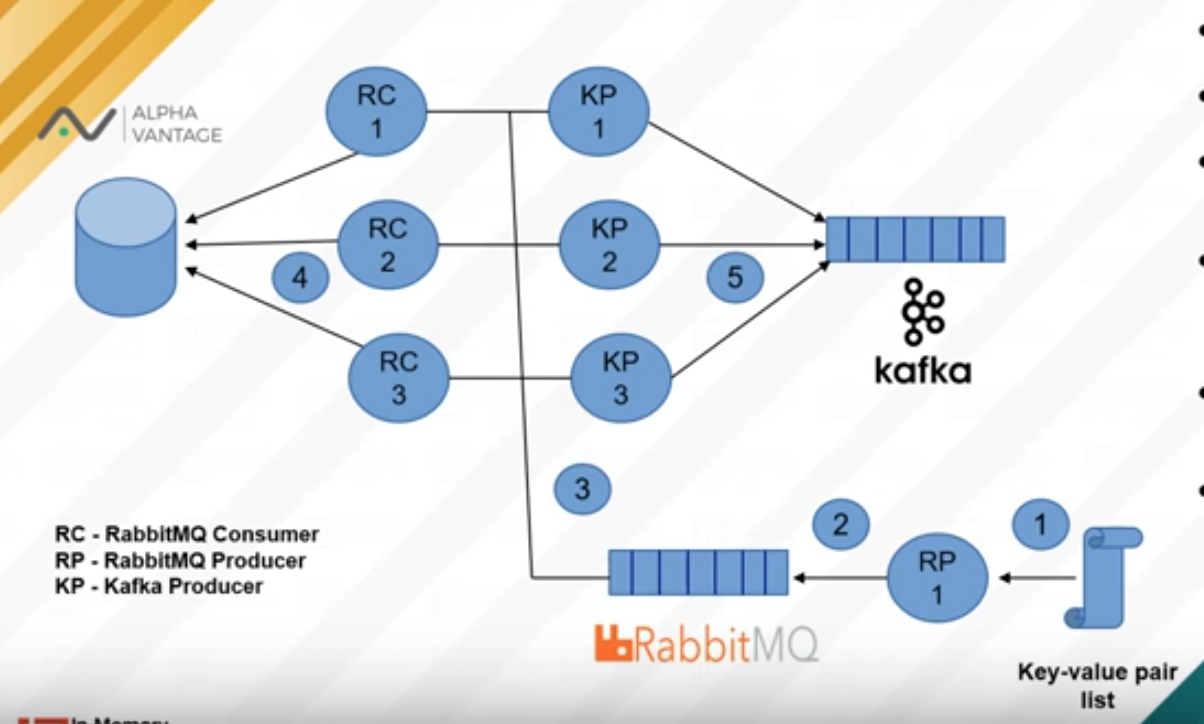 ALPHA
VANTAGE
RC
1
KP
1
RC
2
KP
2
4
5
RC
3
KP
3
kafka
3
2
1
RC - RabbitMQ Consumer
RP - RabbitMQ Producer
KP - Kafka Producer
RP
1
RabbitMQ
Key-value pair
list
In Memory